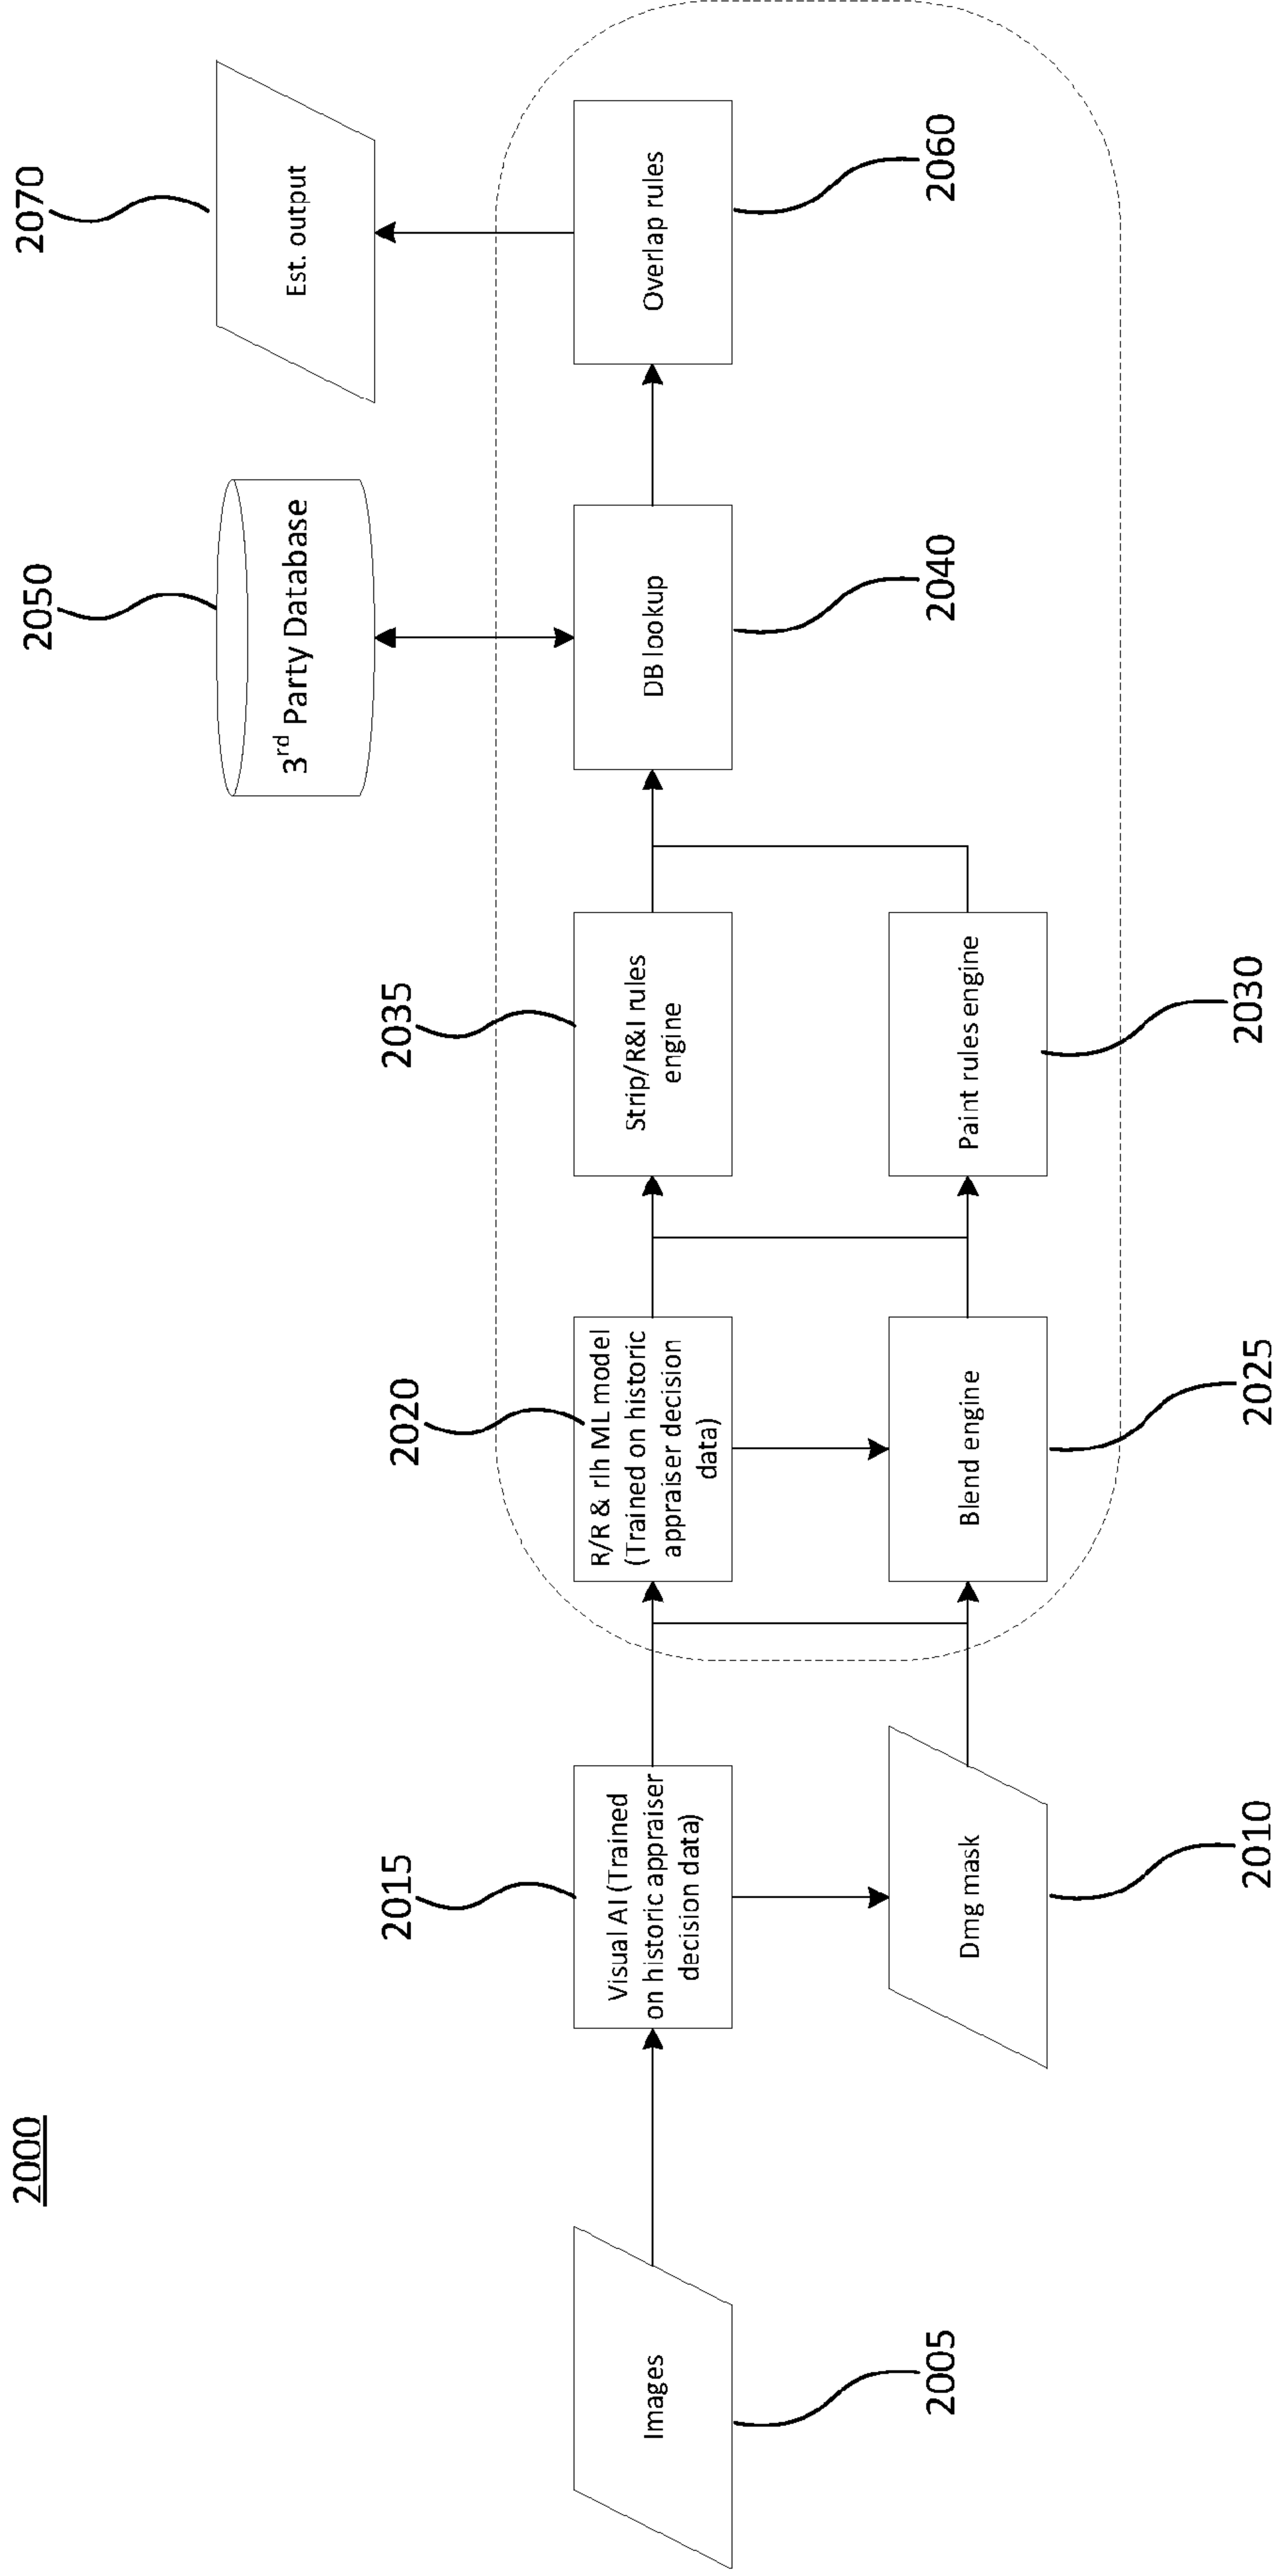 2000
2070
Est. output
2050
3rd Party Database
Overlap rules
2060
DB lookup
2040
2035
Strip/R&I rules
engine
Paint rules engine
2030
2020
R/R & rlh ML model
(Trained on historic
appraiser decision
data)
Blend engine
2025
2015
Visual AI (Trained
on historic appraiser
decision data)
Dmg mask
2010
Images
2005